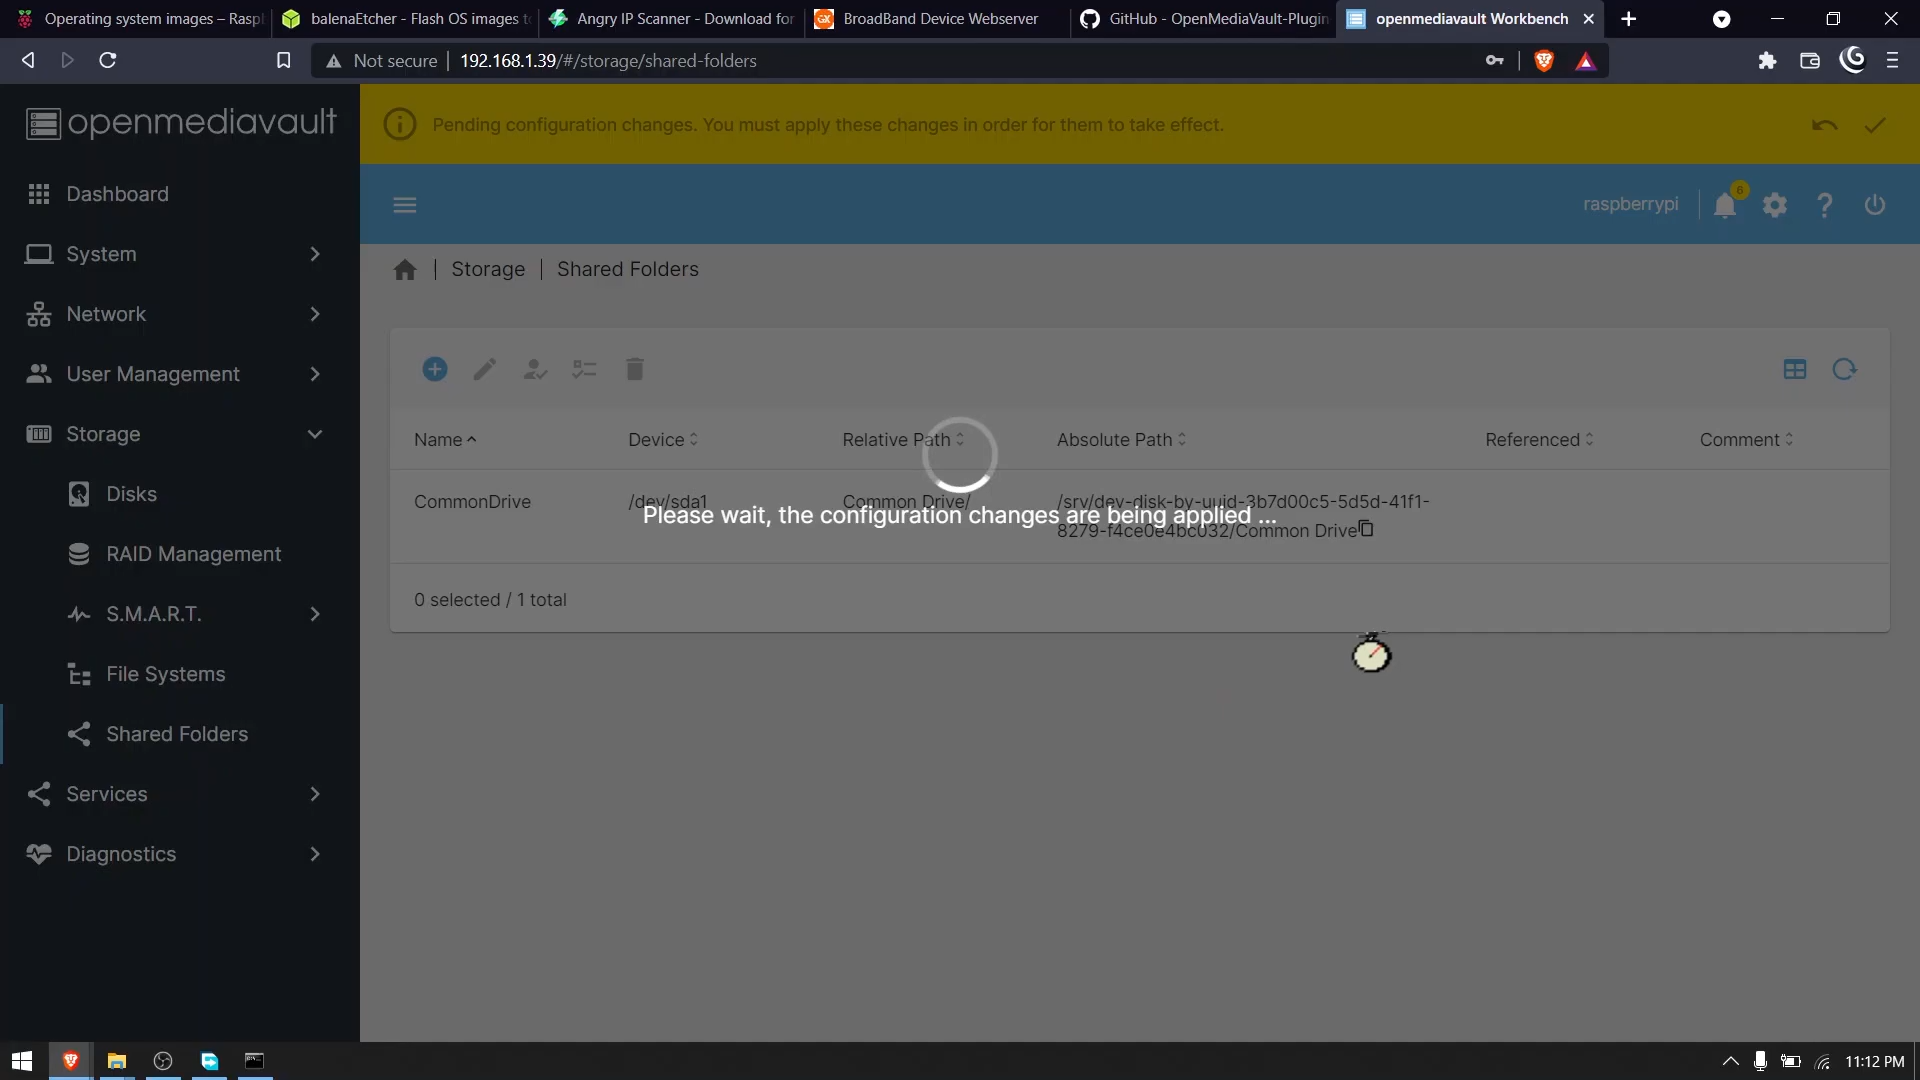 Operating system images – Raspl
balenaEtcher - Flash OS images to
Angry IP Scanner - Download for
BroadBand Device Webserver
GitHub - OpenMediaVault-Plugin
openmediavault Workbench
Not secure
192.168.1.39/#/storage/shared-folders
openmediavault
Pending configuration changes. You must apply these changes in order for them to take effect.
Dashboard
raspberrypi
6
System
Storage | Shared Folders
Network
User Management
Storage
Name
Device
Relative Path
Absolute Path
Referenced
Comment
Disks
CommonDrive
/dev/sda1
Common Drive/
/srv/dev-disk-by-uuid-3b7d00c5-5d5d-41f1-
8279-f4ce0e4bc032/Common Drive
Please wait, the configuration changes are being applied ...
RAID Management
0 selected / 1 total
S.M.A.R.T.
File Systems
Shared Folders
Services
Diagnostics
11:12 PM